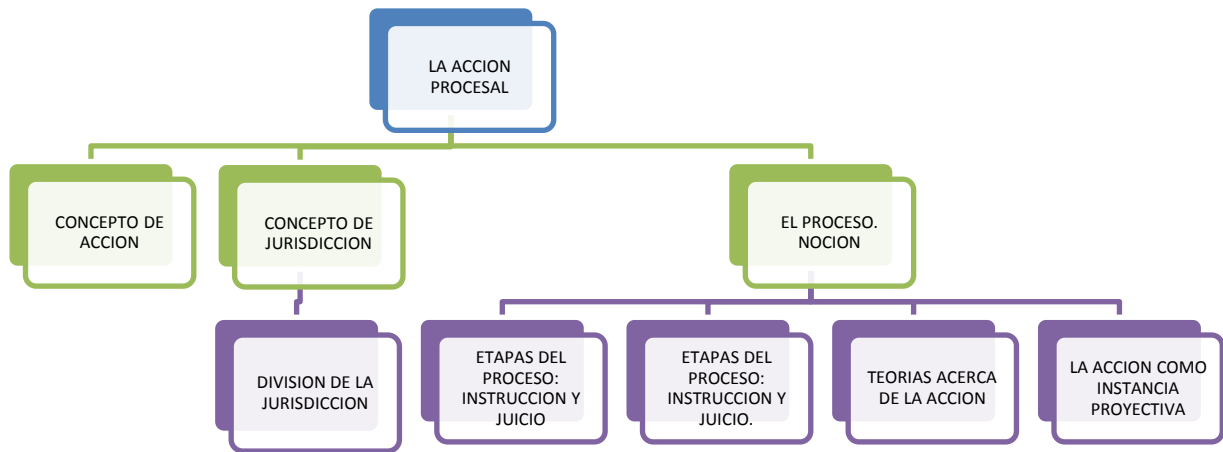 LA ACCION
PROCESAL
CONCEPTO DE
ACCION
CONCEPTO DE
JURISDICCION
EL PROCESO.
NOCION
DIVISION DE LA
JURISDICCION
ETAPAS DEL
PROCESO:
INSTRUCCION Y
JUICIO
ETAPAS DEL
PROCESO:
INSTRUCCION Y
JUICIO.
TEORIAS ACERCA
DE LA ACCION
LA ACCION COMO
INSTANCIA
PROYECTIVA